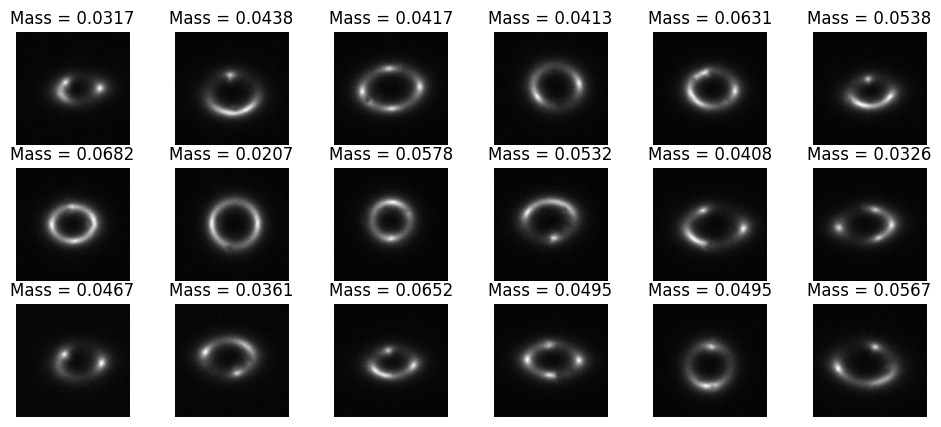 Mass = 0.0317 Mass = 0.0438 Mass = 0.0417 Mass = 0.0413 Mass = 0.0631 Mass = 0.0538
Mass = 0.0682 Mass = 0.0207 Mass = 0.0578 Mass = 0.0532 Mass = 0.0408 Mass = 0.0326
Mass = 0.0467 Mass = 0.0361 Mass = 0.0652 Mass = 0.0495 Mass = 0.0495 Mass = 0.0567